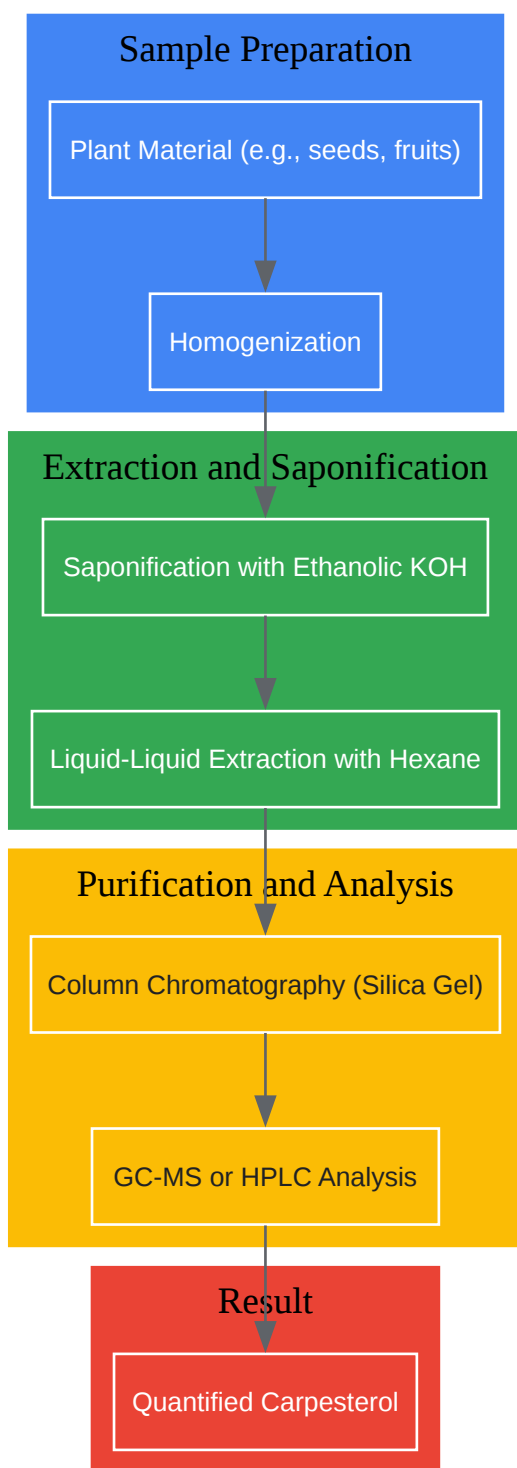 Sample Preparation
Plant Material (e.g., seeds, fruits)
Homogenization
Extraction and Saponification
Saponification with Ethanolic KOH
Liquid-Liquid Extraction with Hexane
Purification and Analysis
Column Chromatography (Silica Gel)
GC-MS or HPLC Analysis
Result
Quantified Carpesterol